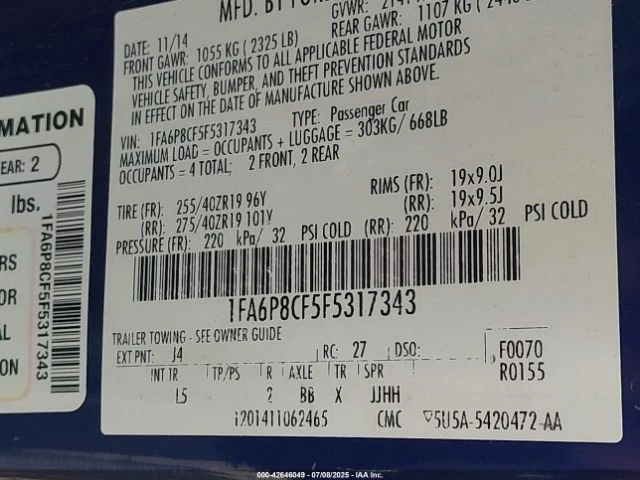 MFD. BY FOR
GVWR:
DATE: 11/14
FRONT GAWR: 1055 KG ( 2325 LB)
REAR GAWR: 1107 KG
THIS VEHICLE CONFORMS TO ALL APPLICABLE FEDERAL MOTOR
VEHICLE SAFETY, BUMPER, AND THEFT PREVENTION STANDARDS
IN EFFECT ON THE DATE OF MANUFACTURE SHOWN ABOVE.
VIN: 1FA6P8CF5F5317343 TYPE: Passenger Car
MAXIMUM LOAD = OCCUPANTS + LUGGAGE = 303KG/ 668LB
OCCUPANTS = 4 TOTAL; 2 FRONT, 2 REAR
TIRE (FR): 255/40ZR19 96Y RIMS (FR): 19x9.0J
(RR): 275/40ZR19 101Y (RR): 19x9.5J
PRESSURE (FR): 220 kPa/ 32 PSI COLD (RR): 220 kPa/ 32 PSI COLD
1FA6P8CF5F5317343
TRAILER TOWING - SEE OWNER GUIDE
EXT PNT: J4 RC: 27 DSO: F0070
R0155
INT TR TP/PS R AXLE TR SPR
L5 2 BB X JJHH
1201411062465 CMC ▽5U5A-5420472-AA
MATION
EAR: 2
lbs.
1FA6P8CF5F5317343
RS
OR
AL
ION
000-42646049 - 07/08/2025 - IAAI.COM